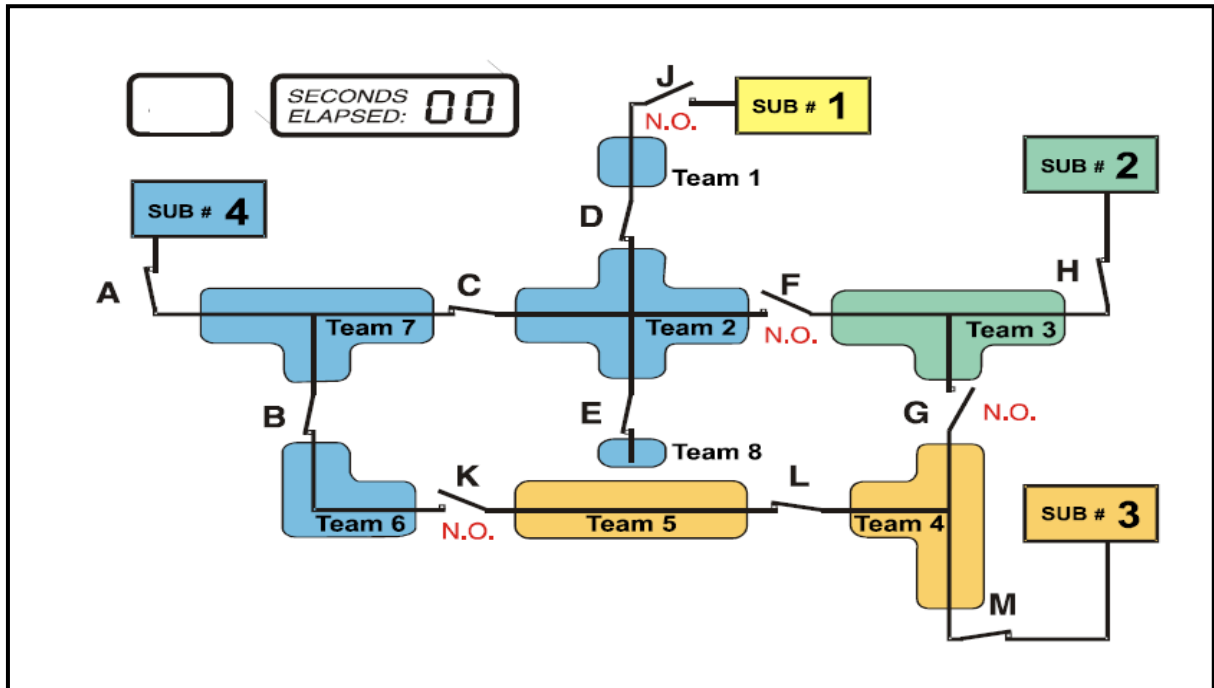 SECONDS
ELAPSED: 00
J
SUB # 1
N.O.
Team 1
SUB # 2
SUB # 4
D
A
C
F
H
Team 7
Team 2
N.O.
Team 3
B
E
G
N.O.
Team 8
K
L
Team 6
N.O.
Team 5
Team 4
SUB # 3
M